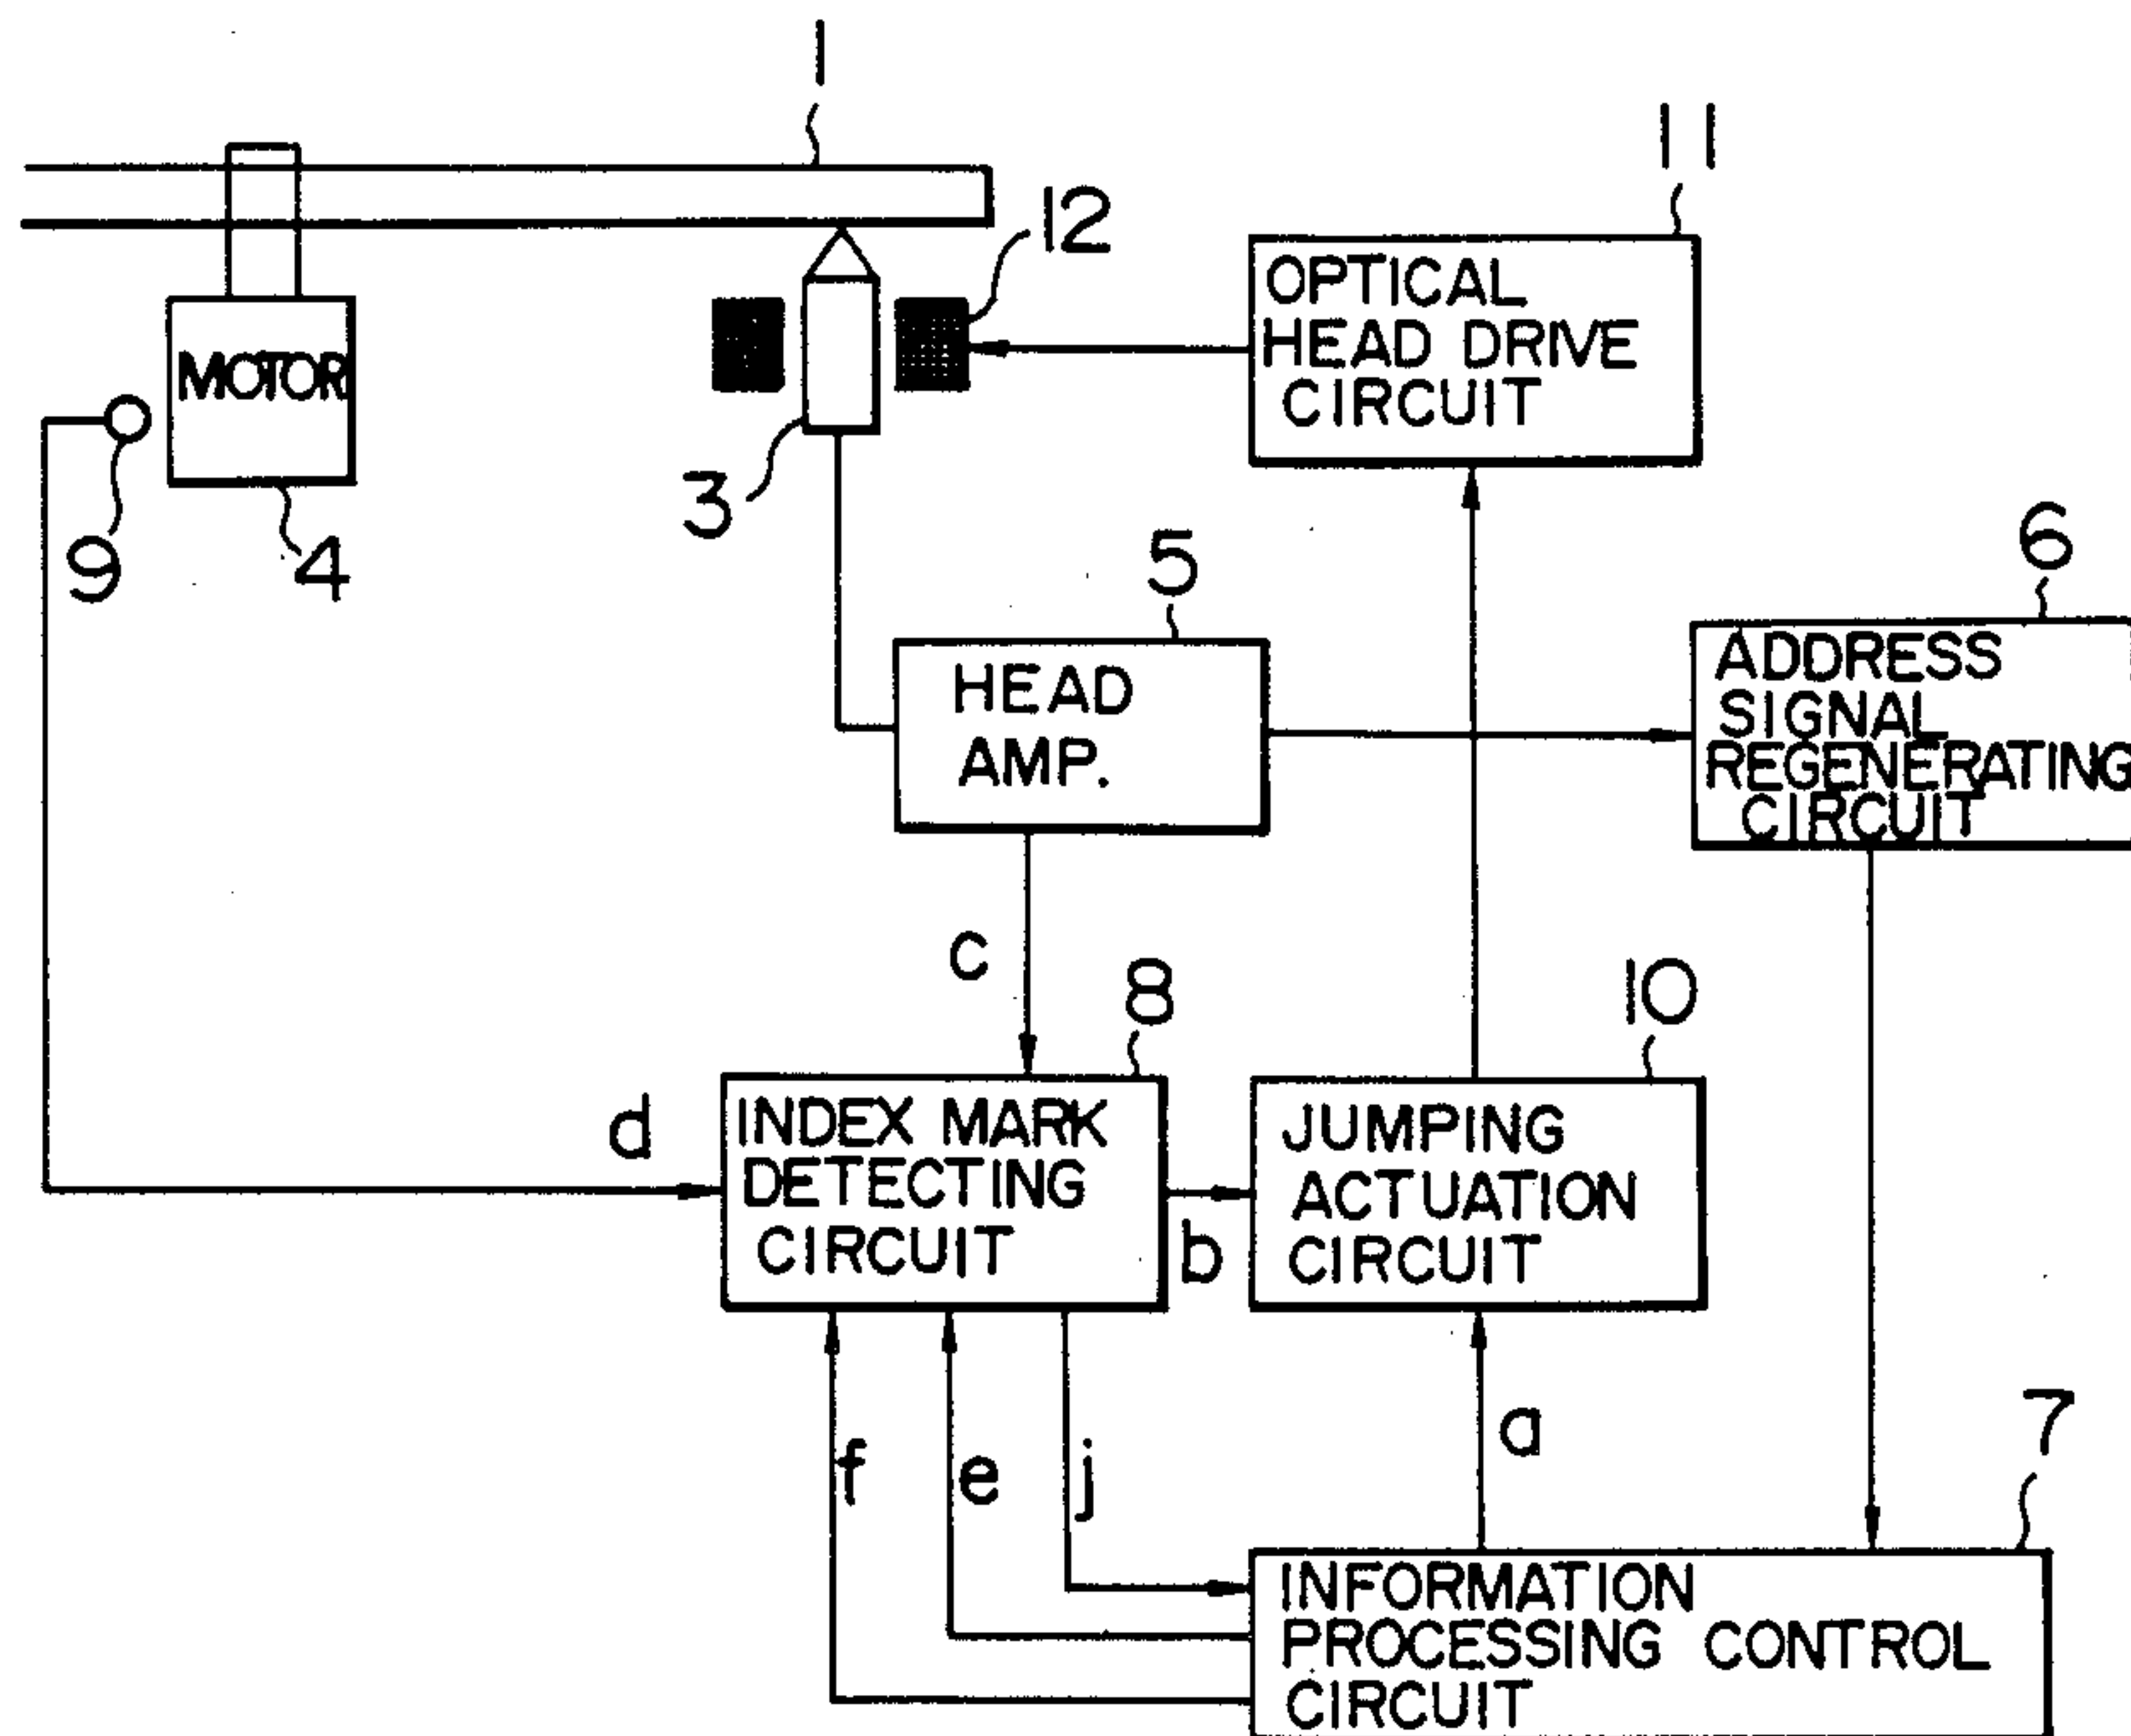 1
11
12
OPTICAL
HEAD DRIVE
CIRCUIT
MOTOR
3
9
4
5
6
HEAD
AMP.
ADDRESS
SIGNAL
REGENERATING
CIRCUIT
c
8
10
d
INDEX MARK
DETECTING
CIRCUIT
b
JUMPING
ACTUATION
CIRCUIT
f
e
j
a
7
INFORMATION
PROCESSING CONTROL
CIRCUIT